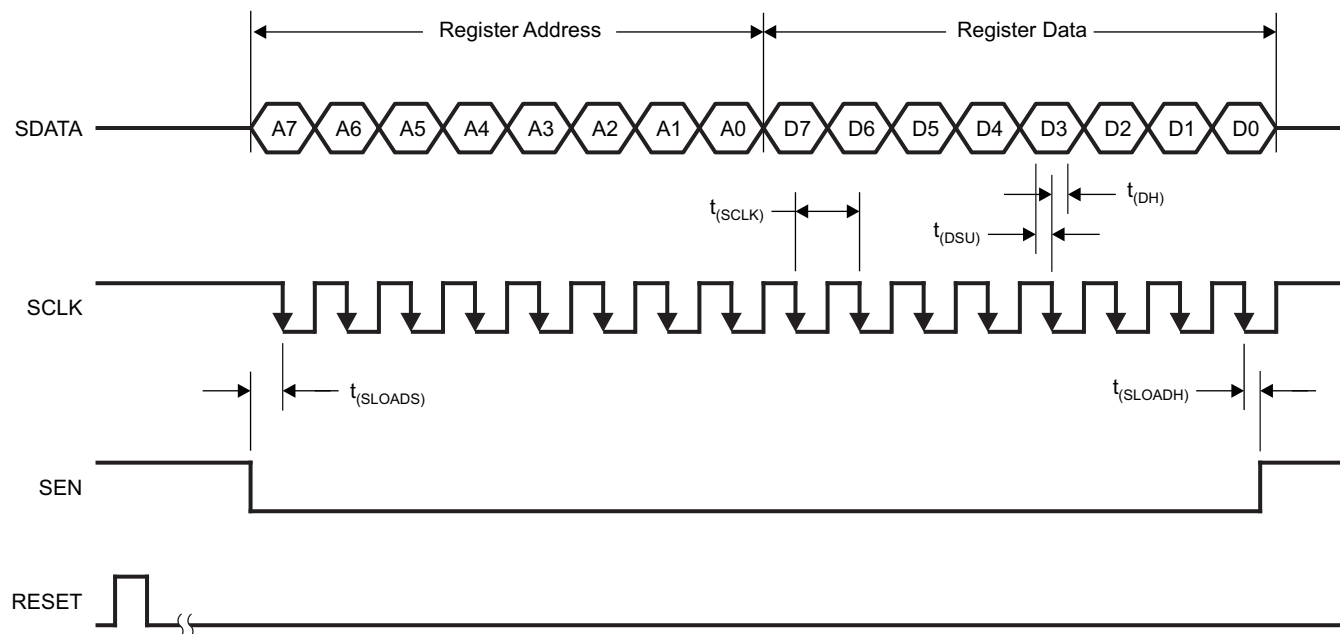 Register Address
Register Data
SDATA
A7 A6 A5 A4 A3 A2 A1 A0 D7 D6 D5 D4 D3 D2 D1 D0
t(SCLK)
t(DH)
t(DSU)
SCLK
t(SLOADS)
t(SLOADH)
SEN
RESET